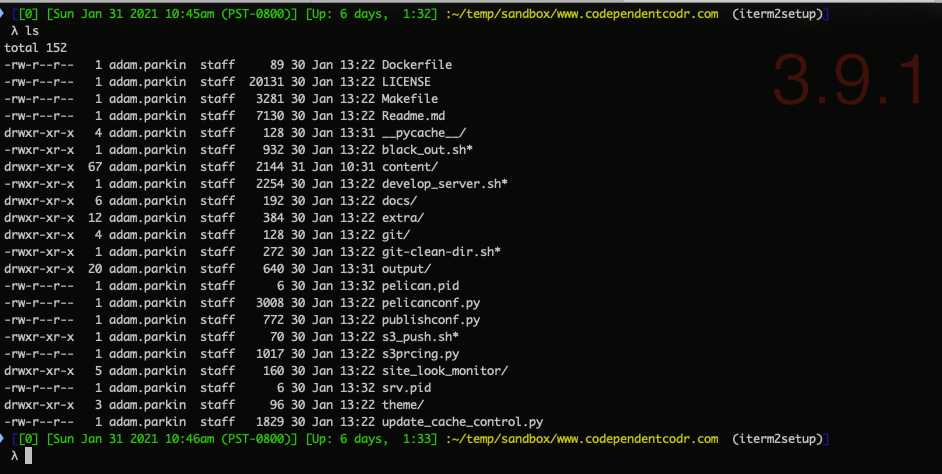 [[0] [Sun Jan 31 2021 10:45am (PST-0800)] [Up: 6 days,  1:32] :~/temp/sandbox/www.codependentcodr.com  (iterm2setup)]
λ ls
total 152
-rw-r--r--   1 adam.parkin  staff     89 30 Jan 13:22 Dockerfile
-rw-r--r--   1 adam.parkin  staff  20131 30 Jan 13:22 LICENSE
-rw-r--r--   1 adam.parkin  staff   3281 30 Jan 13:22 Makefile
-rw-r--r--   1 adam.parkin  staff   7130 30 Jan 13:22 Readme.md
drwxr-xr-x   4 adam.parkin  staff    128 30 Jan 13:31 __pycache__/
-rwxr-xr-x   1 adam.parkin  staff    932 30 Jan 13:22 black_out.sh*
drwxr-xr-x  67 adam.parkin  staff   2144 31 Jan 10:31 content/
-rwxr-xr-x   1 adam.parkin  staff   2254 30 Jan 13:22 develop_server.sh*
drwxr-xr-x   6 adam.parkin  staff    192 30 Jan 13:22 docs/
drwxr-xr-x  12 adam.parkin  staff    384 30 Jan 13:22 extra/
drwxr-xr-x   4 adam.parkin  staff    128 30 Jan 13:22 git/
-rwxr-xr-x   1 adam.parkin  staff    272 30 Jan 13:22 git-clean-dir.sh*
drwxr-xr-x  20 adam.parkin  staff    640 30 Jan 13:31 output/
-rw-r--r--   1 adam.parkin  staff      6 30 Jan 13:32 pelican.pid
-rw-r--r--   1 adam.parkin  staff   3008 30 Jan 13:22 pelicanconf.py
-rw-r--r--   1 adam.parkin  staff    772 30 Jan 13:22 publishconf.py
-rwxr-xr-x   1 adam.parkin  staff     70 30 Jan 13:22 s3_push.sh*
-rw-r--r--   1 adam.parkin  staff   1017 30 Jan 13:22 s3prcing.py
drwxr-xr-x   5 adam.parkin  staff    160 30 Jan 13:22 site_look_monitor/
-rw-r--r--   1 adam.parkin  staff      6 30 Jan 13:32 srv.pid
drwxr-xr-x   3 adam.parkin  staff     96 30 Jan 13:22 theme/
-rw-r--r--   1 adam.parkin  staff   1829 30 Jan 13:22 update_cache_control.py
[[0] [Sun Jan 31 2021 10:46am (PST-0800)] [Up: 6 days,  1:33] :~/temp/sandbox/www.codependentcodr.com  (iterm2setup)]
λ
3.9.1